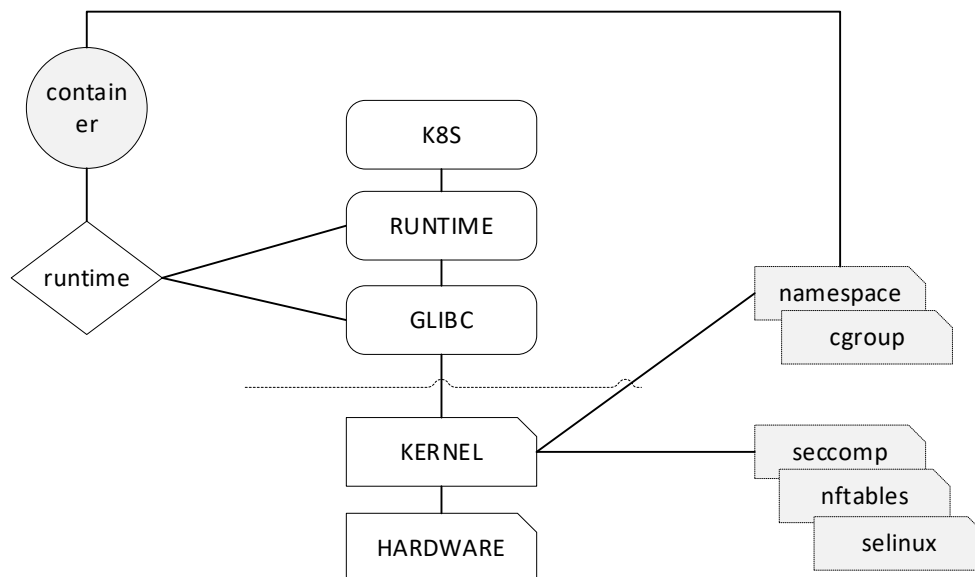 contain
er
K8S
RUNTIME
runtime
GLIBC
namespace
cgroup
KERNEL
seccomp
nftables
selinux
HARDWARE